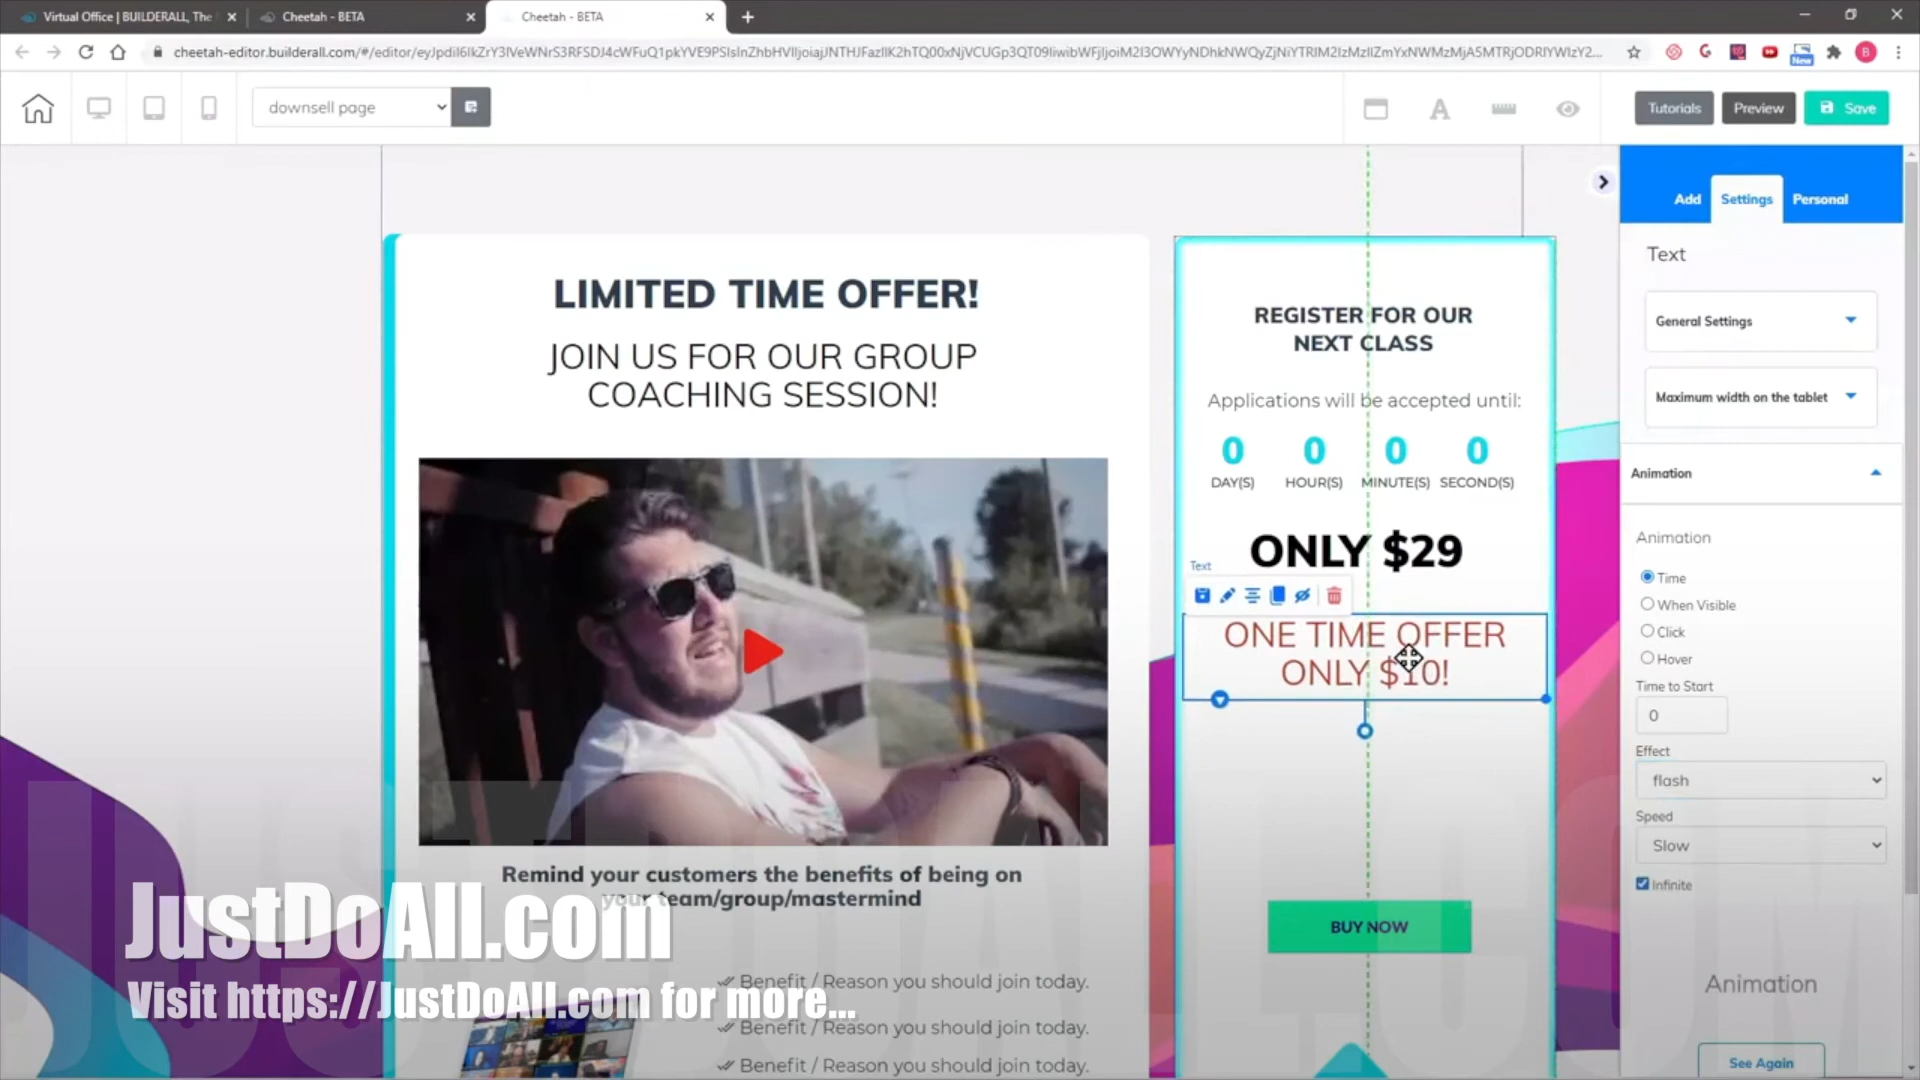 Virtual Office | BUILDERALL, The
Cheetah - BETA
Cheetah - BETA
downsell page
Tutorials
Preview
Save
New
B
Add
Settings
Personal
Text
General Settings
Maximum width on the tablet
Animation
Animation
Time
When Visible
Click
Hover
Time to Start
0
Effect
flash
Speed
Slow
Infinite
Animation
See Again
LIMITED TIME OFFER!
JOIN US FOR OUR GROUP
COACHING SESSION!
Remind your customers the benefits of being on
your team/group/mastermind
Benefit / Reason you should join today.
Benefit / Reason you should join today.
Benefit / Reason you should join today.
REGISTER FOR OUR
NEXT CLASS
Applications will be accepted until:
0 0 0 0
DAY(S) HOUR(S) MINUTE(S) SECOND(S)
ONLY $29
Text
ONE TIME OFFER
ONLY $10!
BUY NOW
JustDoAll.com
Visit https://JustDoAll.com for more...
JUSTDOALL.COM